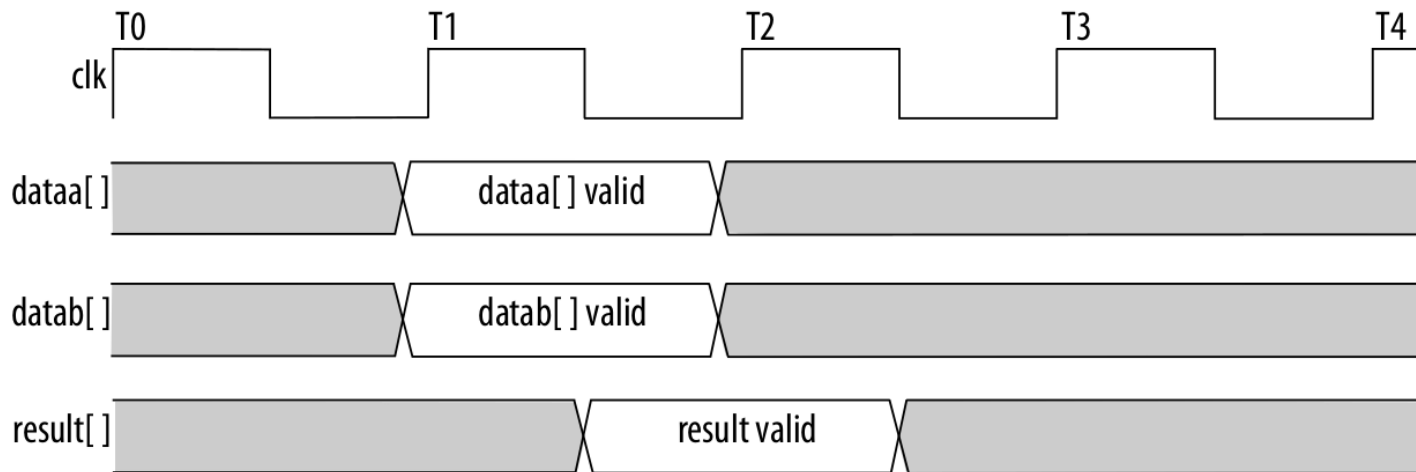 T0 T1 T2 T3 T4
clk
dataa[ ] dataa[ ] valid
datab[ ] datab[ ] valid
result[ ] result valid